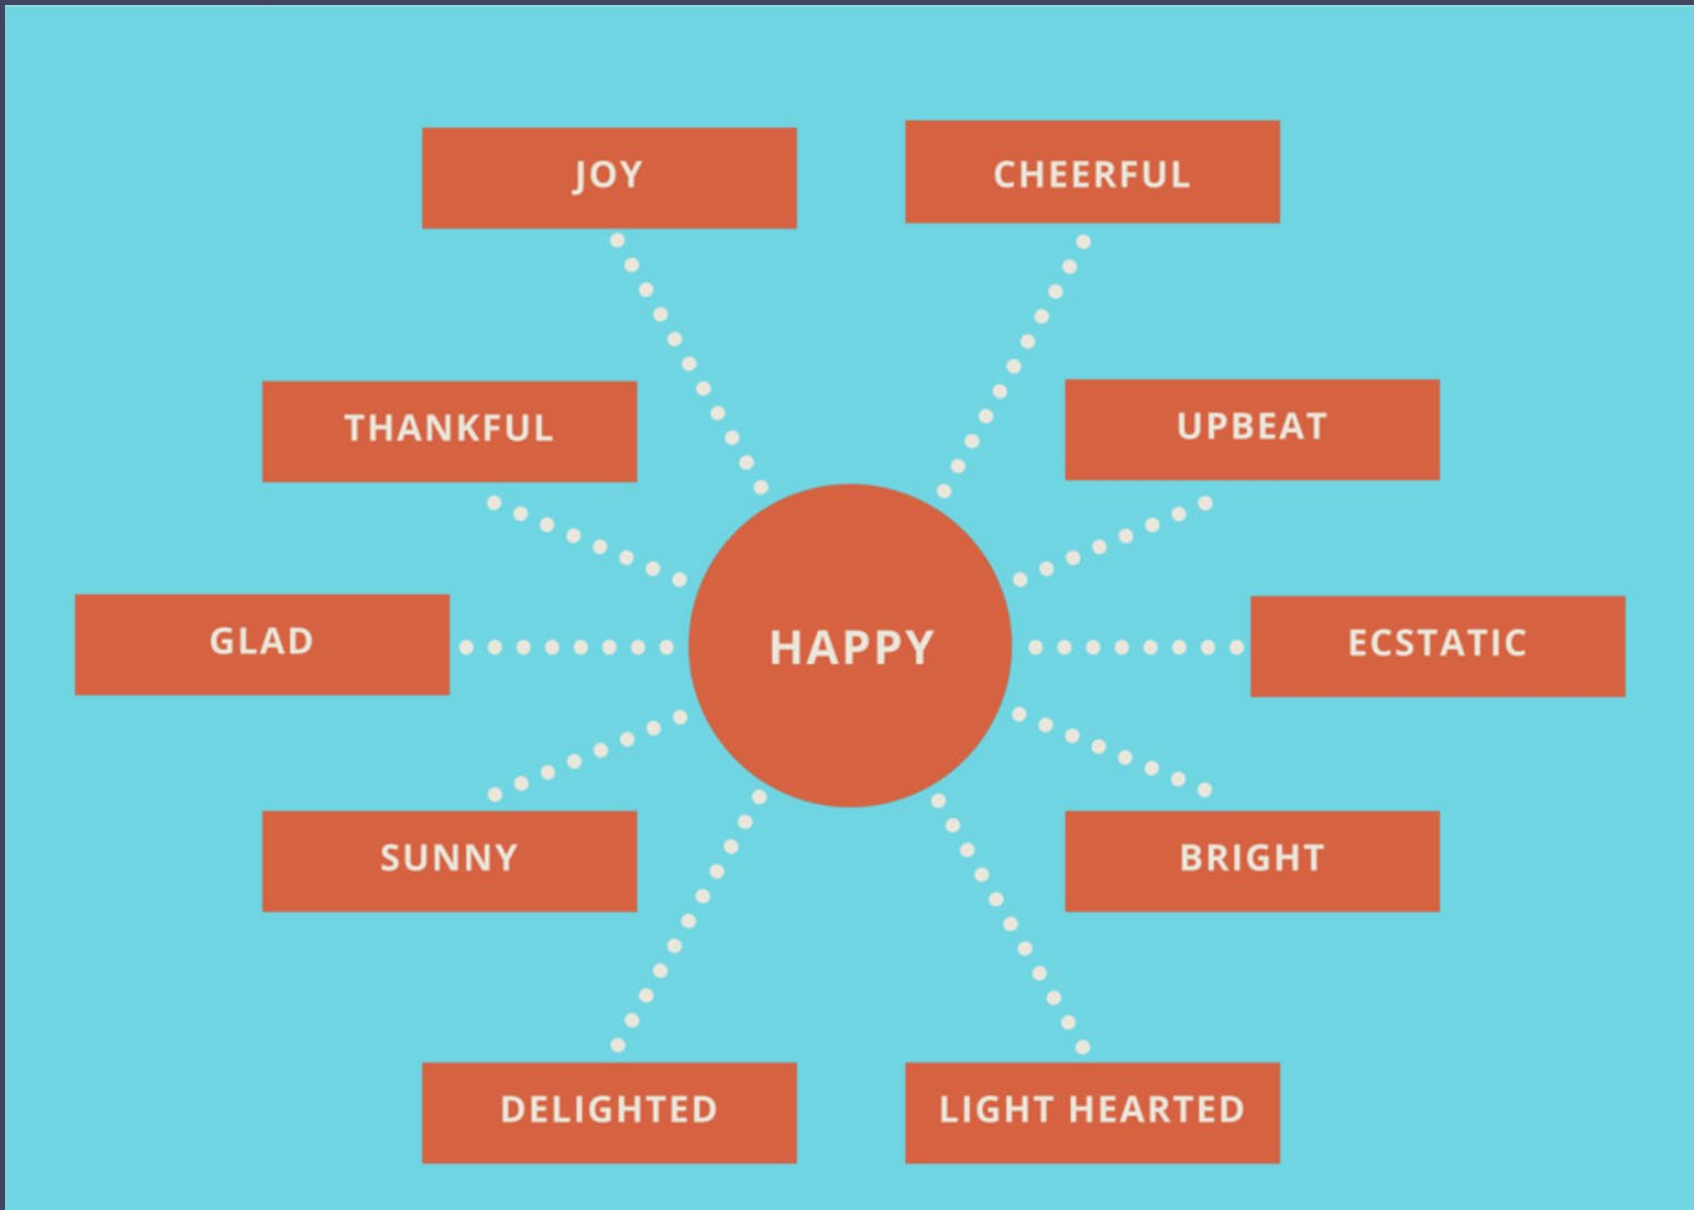 JOY
CHEERFUL
THANKFUL
UPBEAT
GLAD
HAPPY
ECSTATIC
SUNNY
BRIGHT
DELIGHTED
LIGHT HEARTED